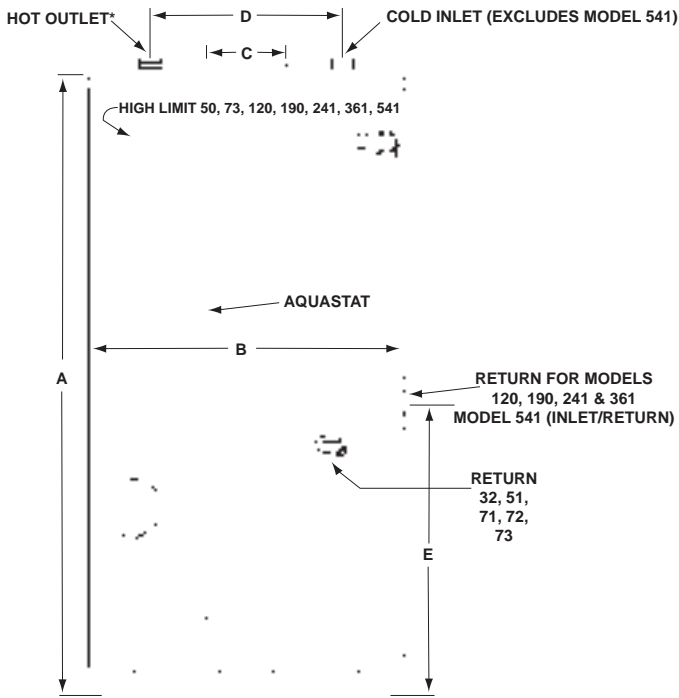 HOT OUTLET*
D
COLD INLET (EXCLUDES MODEL 541)
C
HIGH LIMIT 50, 73, 120, 190, 241, 361, 541
AQUASTAT
B
A
RETURN FOR MODELS
120, 190, 241 & 361
MODEL 541 (INLET/RETURN)
RETURN
32, 51,
71, 72,
73
E